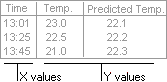 Time Temp. Predicted Temp.
13:01 23.0 22.1
13:25 22.5 22.2
13:45 21.0 22.3
X values Y values